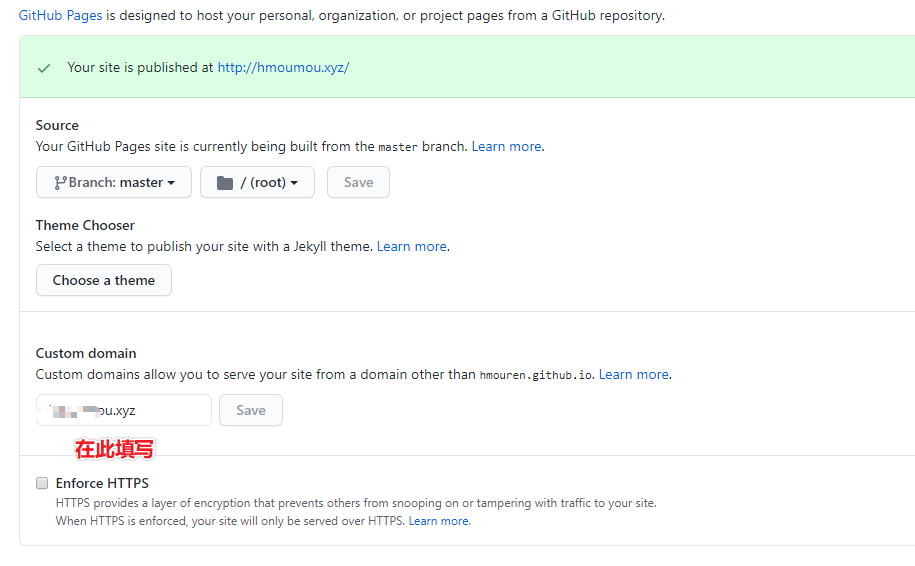 GitHub Pages is designed to host your personal, organization, or project pages from a GitHub repository.
Your site is published at http://hmoumou.xyz/
Source
Your GitHub Pages site is currently being built from the master branch. Learn more.
Branch: master / (root) Save
Theme Chooser
Select a theme to publish your site with a Jekyll theme. Learn more.
Choose a theme
Custom domain
Custom domains allow you to serve your site from a domain other than hmouren.github.io. Learn more.
ou.xyz Save
在此填写
Enforce HTTPS
HTTPS provides a layer of encryption that prevents others from snooping on or tampering with traffic to your site.
When HTTPS is enforced, your site will only be served over HTTPS. Learn more.